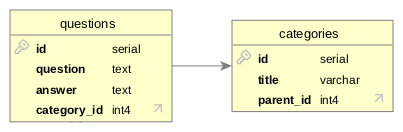 questions
id serial
question text
answer text
category_id int4
categories
id serial
title varchar
parent_id int4